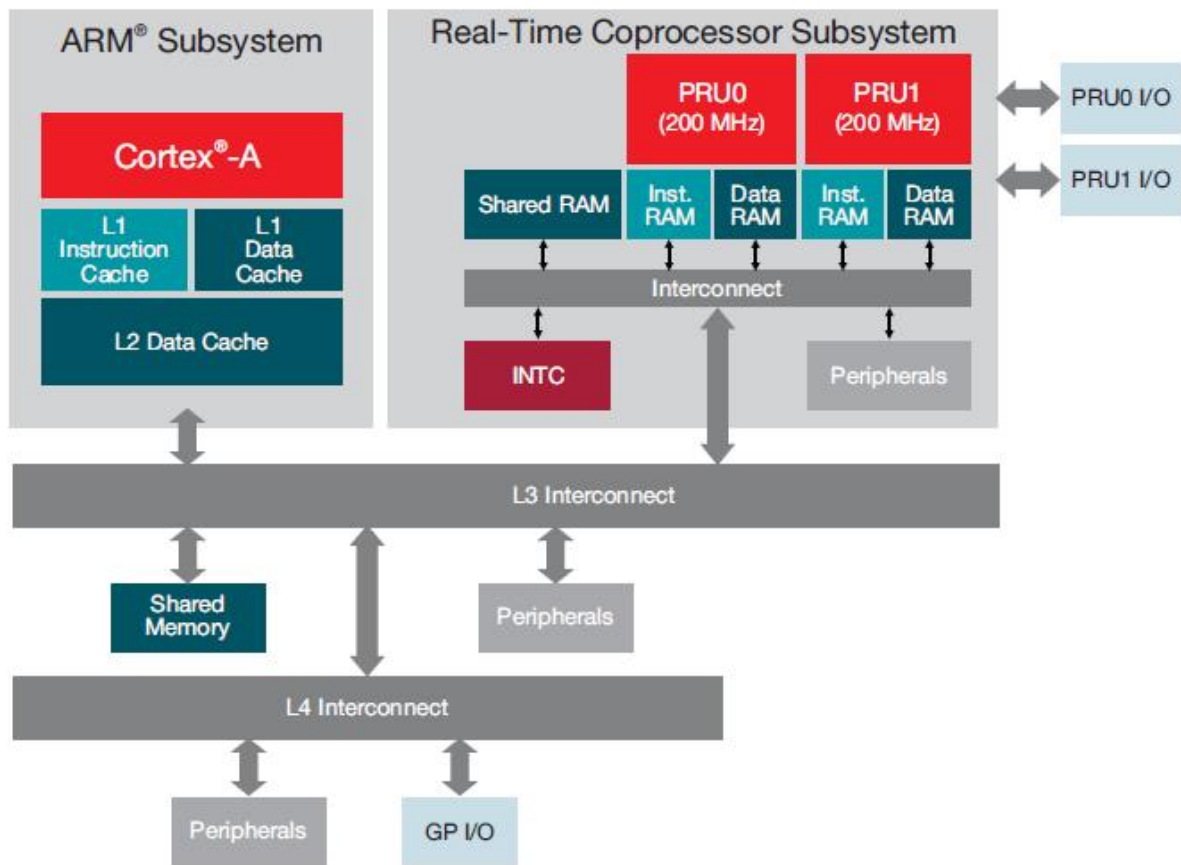 ARM® Subsystem
Real-Time Coprocessor Subsystem
Cortex®-A
L1
Instruction
Cache
L1
Data
Cache
L2 Data Cache
PRU0
(200 MHz)
PRU1
(200 MHz)
Shared RAM
Inst.
RAM
Data
RAM
Inst.
RAM
Data
RAM
Interconnect
INTC
Peripherals
PRU0 I/O
PRU1 I/O
L3 Interconnect
Shared
Memory
Peripherals
L4 Interconnect
Peripherals
GP I/O